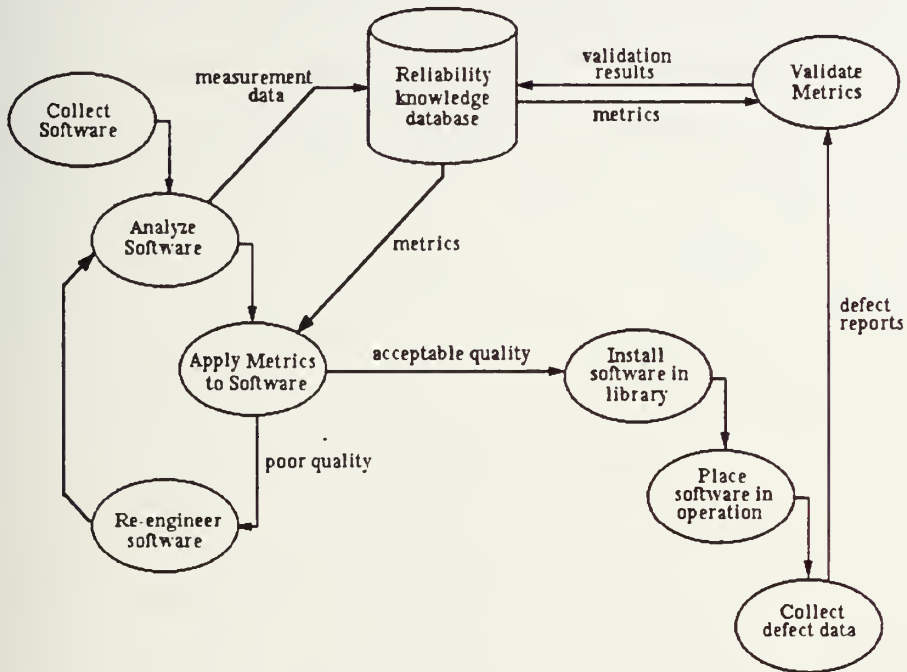 Collect
Software
measurement
data
Reliability
knowledge
database
validation
results
metrics
Validate
Metrics
Analyze
Software
metrics
defect
reports
Apply Metrics
to Software
acceptable quality
Install
software in
library
poor quality
Place
software in
operation
Re-engineer
software
Collect
defect data